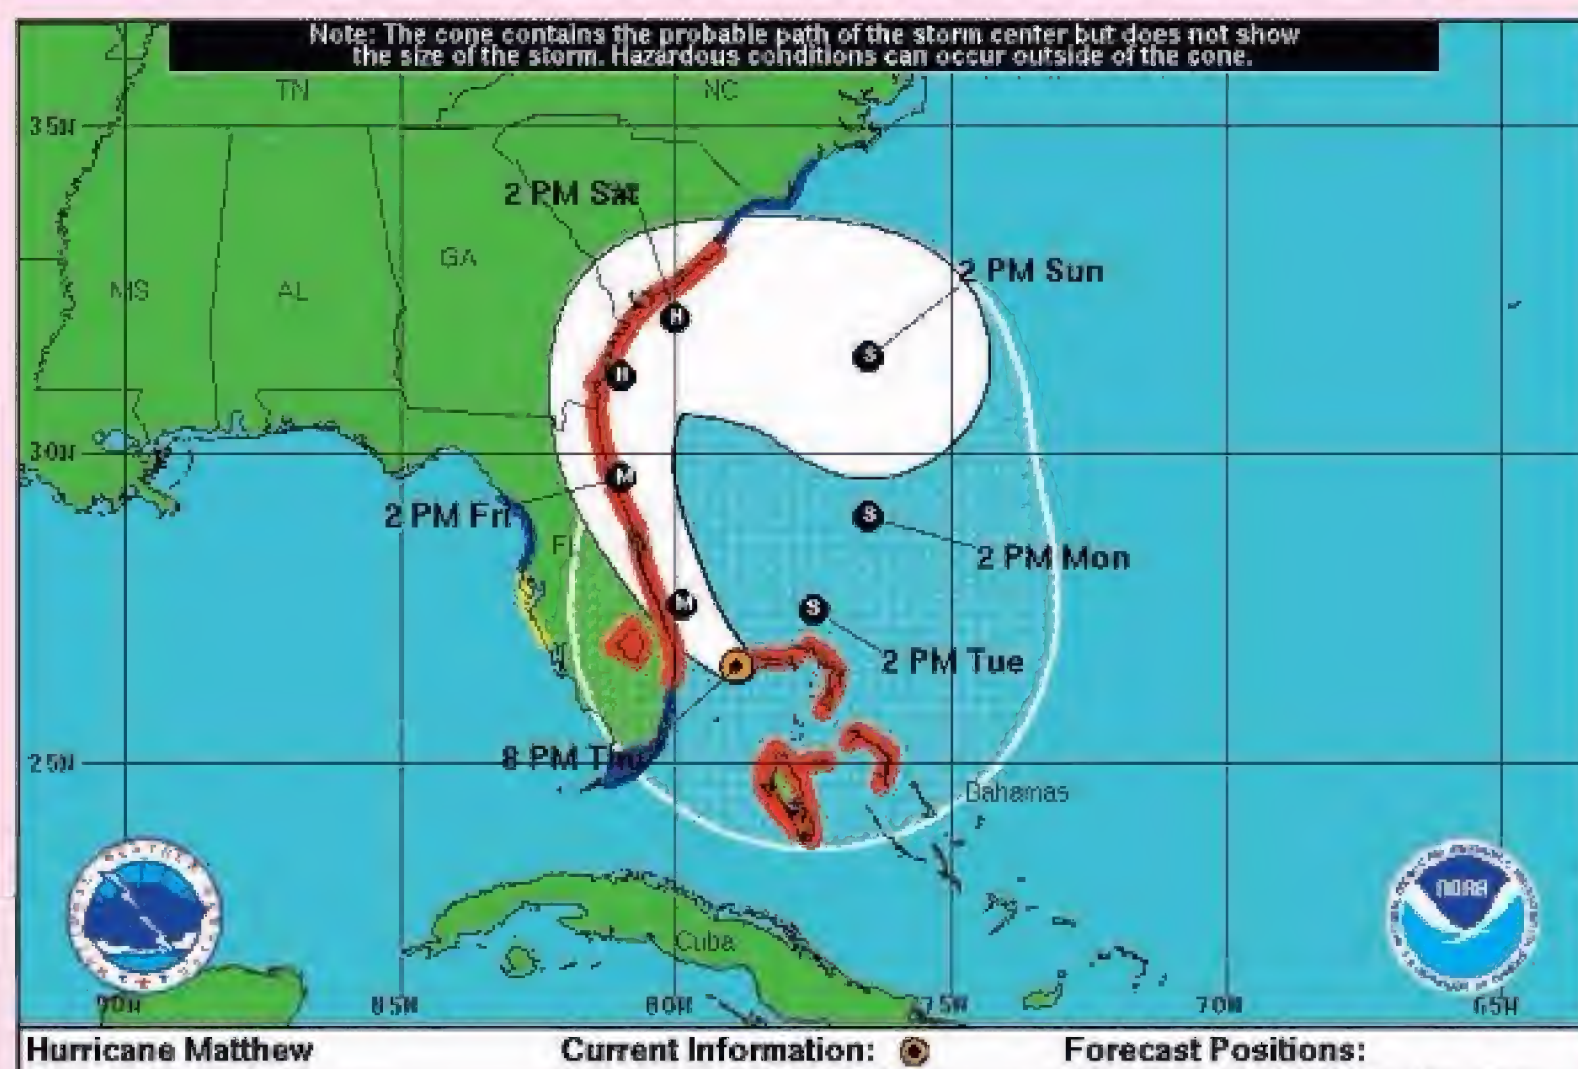 Note: The cone contains the probable path of the storm center but does not show
the size of the storm. Hazardous conditions can occur outside of the cone.
TN
NC
35N
2 PM Sat
GA
2 PM Sun
MS
AL
H
S
H
30N
M
2 PM Fri
S
FL
2 PM Mon
M
S
2 PM Tue
8 PM Thu
25N
Bahamas
NOAA
Cuba
90W
85W
80W
75W
70W
65W
Hurricane Matthew
Current Information:
Forecast Positions: